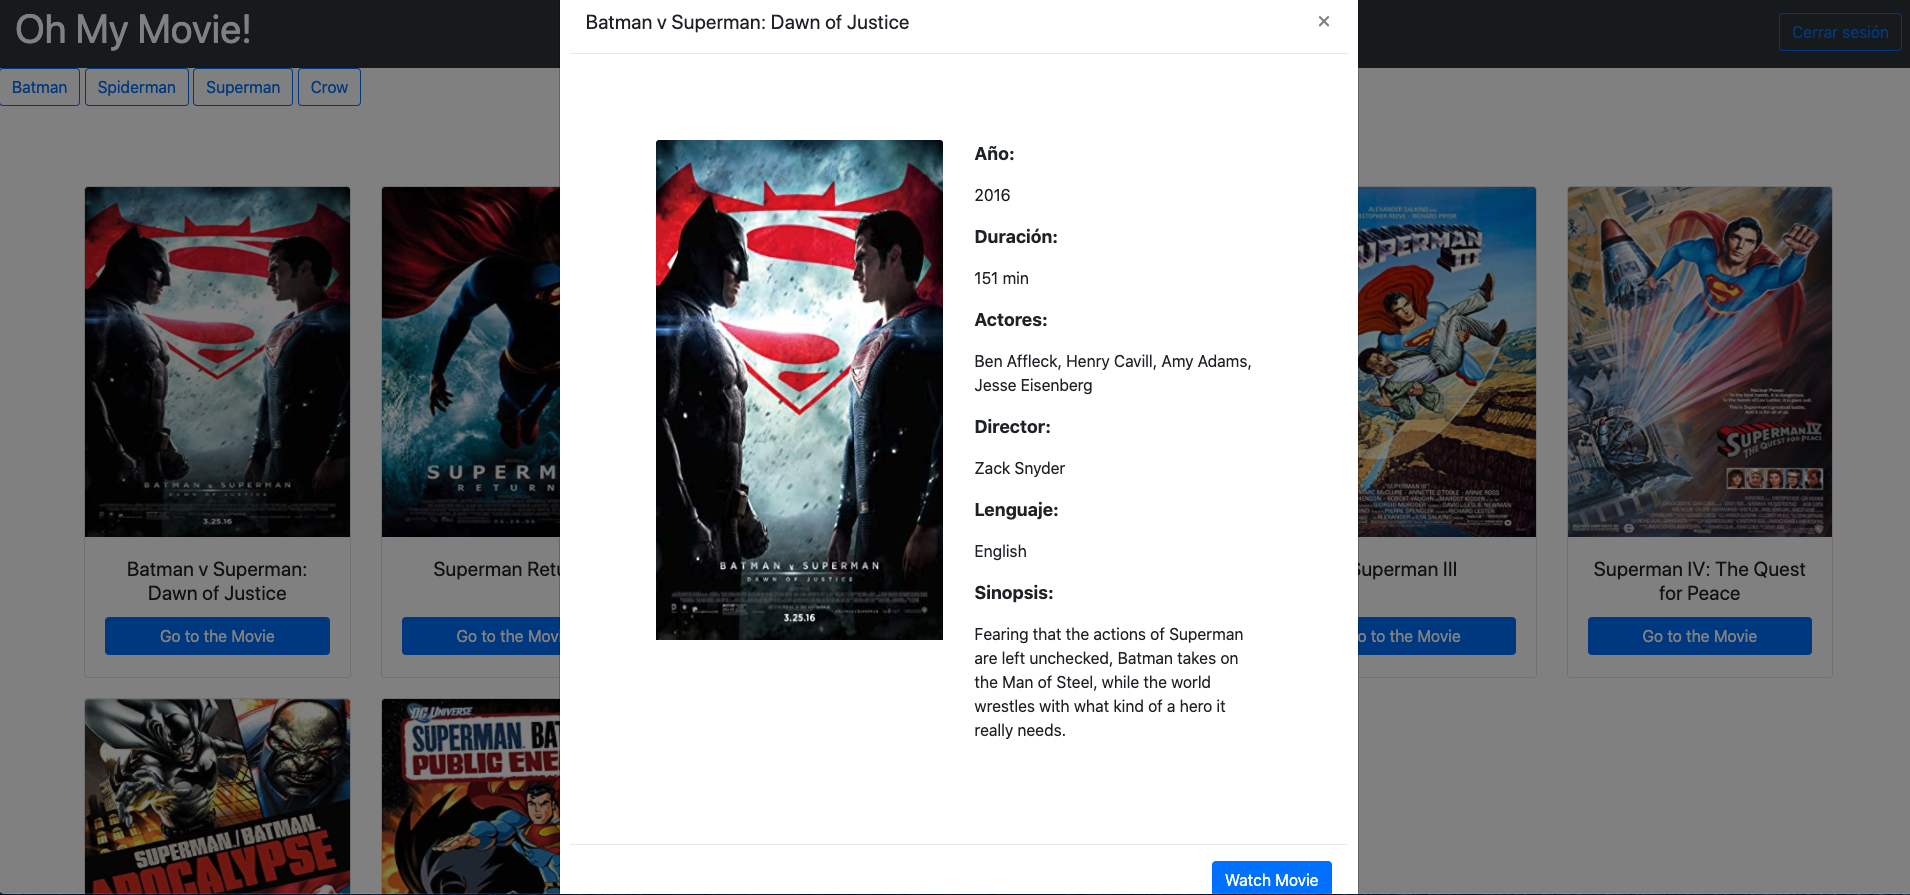 Oh My Movie!
Cerrar sesión
Batman
Spiderman
Superman
Crow
Batman v Superman: Dawn of Justice
×
BATMAN v SUPERMAN
DAWN OF JUSTICE
3.25.16
Año:
2016
Duración:
151 min
Actores:
Ben Affleck, Henry Cavill, Amy Adams,
Jesse Eisenberg
Director:
Zack Snyder
Lenguaje:
English
Sinopsis:
Fearing that the actions of Superman
are left unchecked, Batman takes on
the Man of Steel, while the world
wrestles with what kind of a hero it
really needs.
Watch Movie
BATMAN v SUPERMAN
DAWN OF JUSTICE
3.25.16
Batman v Superman:
Dawn of Justice
Go to the Movie
SUPERM
RETURN
Superman Retu
Go to the Movi
UPERMAN
III
Superman III
o to the Movie
SUPERMAN IV
THE QUEST FOR PEACE
Superman IV: The Quest
for Peace
Go to the Movie
SUPERMAN/BATMAN
APOCALYPSE
DC UNIVERSE
SUPERMAN BA
PUBLIC ENE